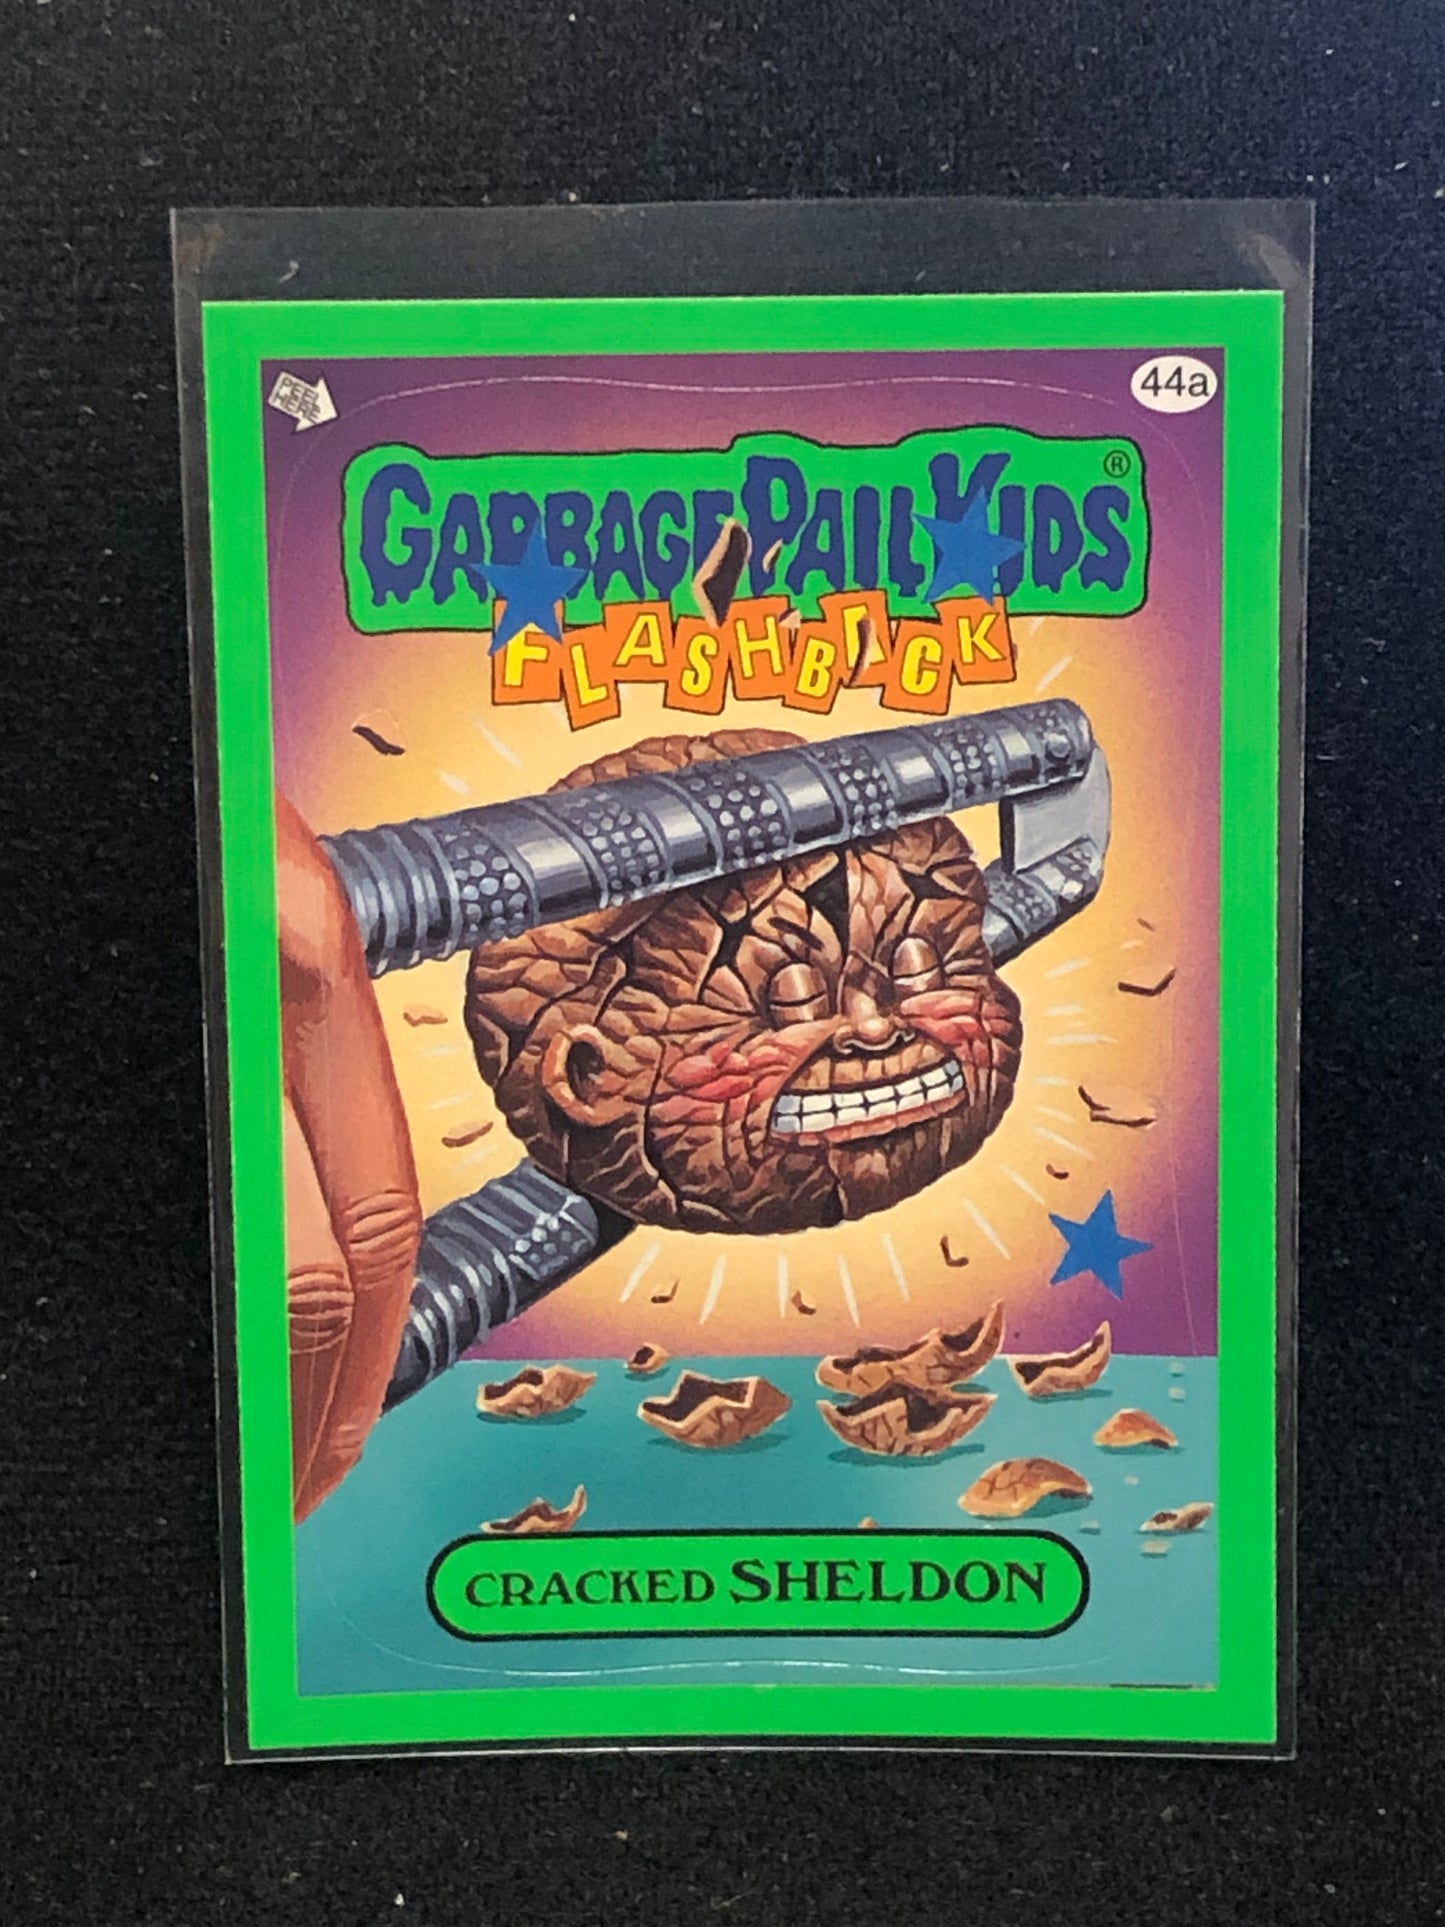 PEEL
HERE
44a
GARBAGE PAIL KIDS®
FLASHBACK
CRACKED SHELDON